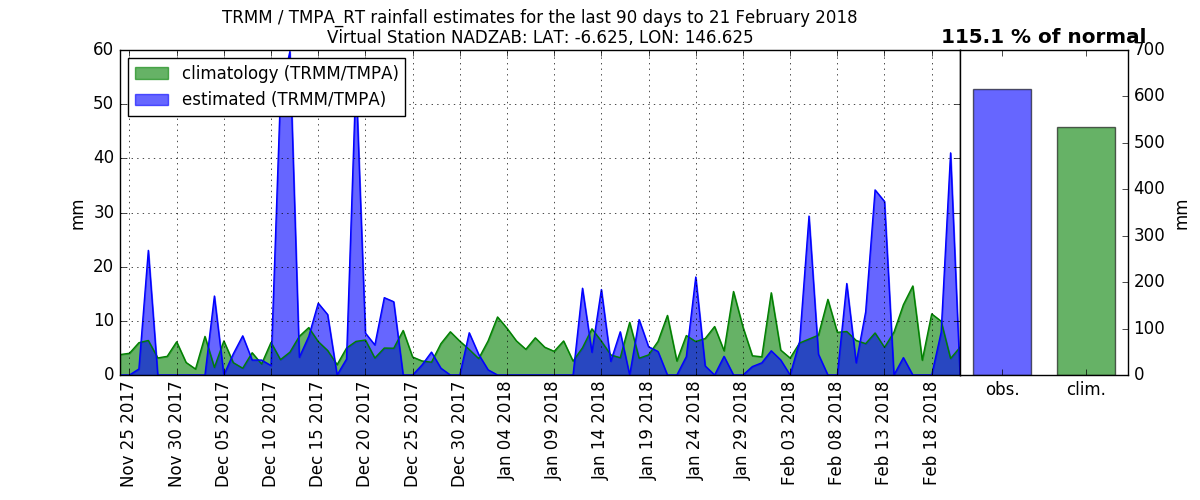 TRMM / TMPA_RT rainfall estimates for the last 90 days to 21 February 2018
Virtual Station NADZAB: LAT: -6.625, LON: 146.625
115.1 % of normal
climatology (TRMM/TMPA)
estimated (TRMM/TMPA)
60
50
40
30
20
10
0
mm
Nov 25 2017
Nov 30 2017
Dec 05 2017
Dec 10 2017
Dec 15 2017
Dec 20 2017
Dec 25 2017
Dec 30 2017
Jan 04 2018
Jan 09 2018
Jan 14 2018
Jan 19 2018
Jan 24 2018
Jan 29 2018
Feb 03 2018
Feb 08 2018
Feb 13 2018
Feb 18 2018
700
600
500
400
300
200
100
0
mm
obs.
clim.